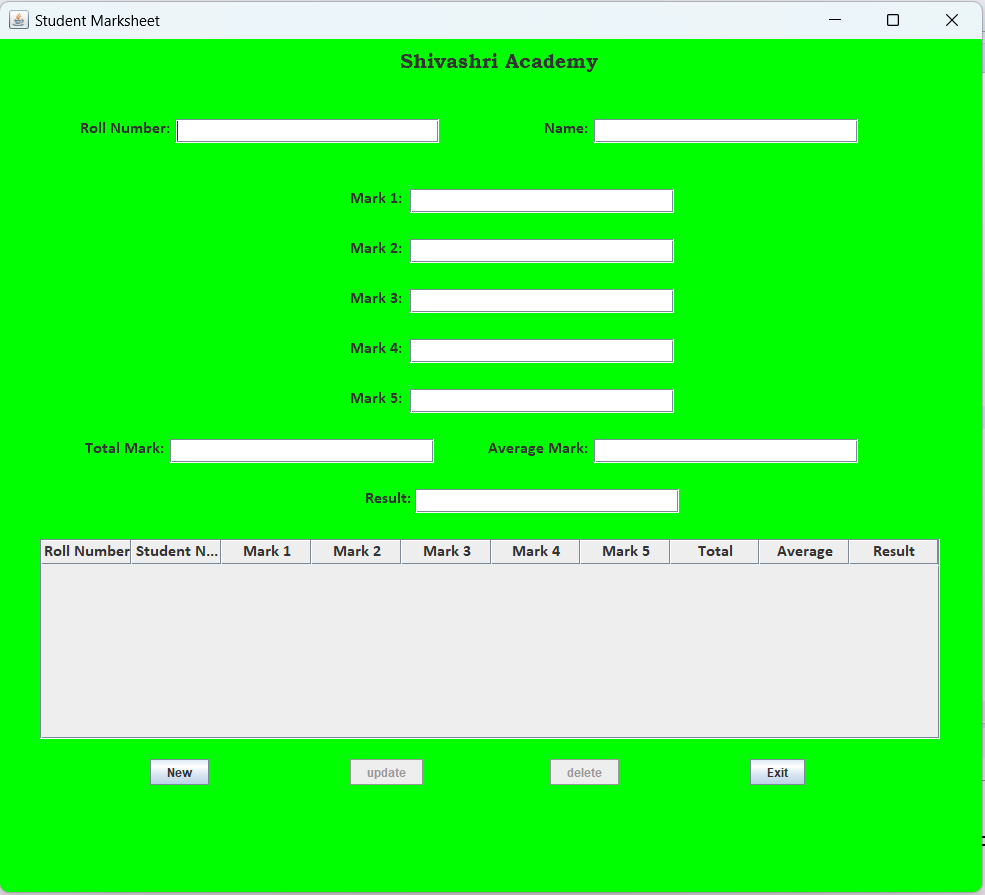 Student Marksheet
Shivashri Academy
Roll Number: Name:
Mark 1:
Mark 2:
Mark 3:
Mark 4:
Mark 5:
Total Mark: Average Mark:
Result:
Roll Number Student N... Mark 1 Mark 2 Mark 3 Mark 4 Mark 5 Total Average Result
New update delete Exit